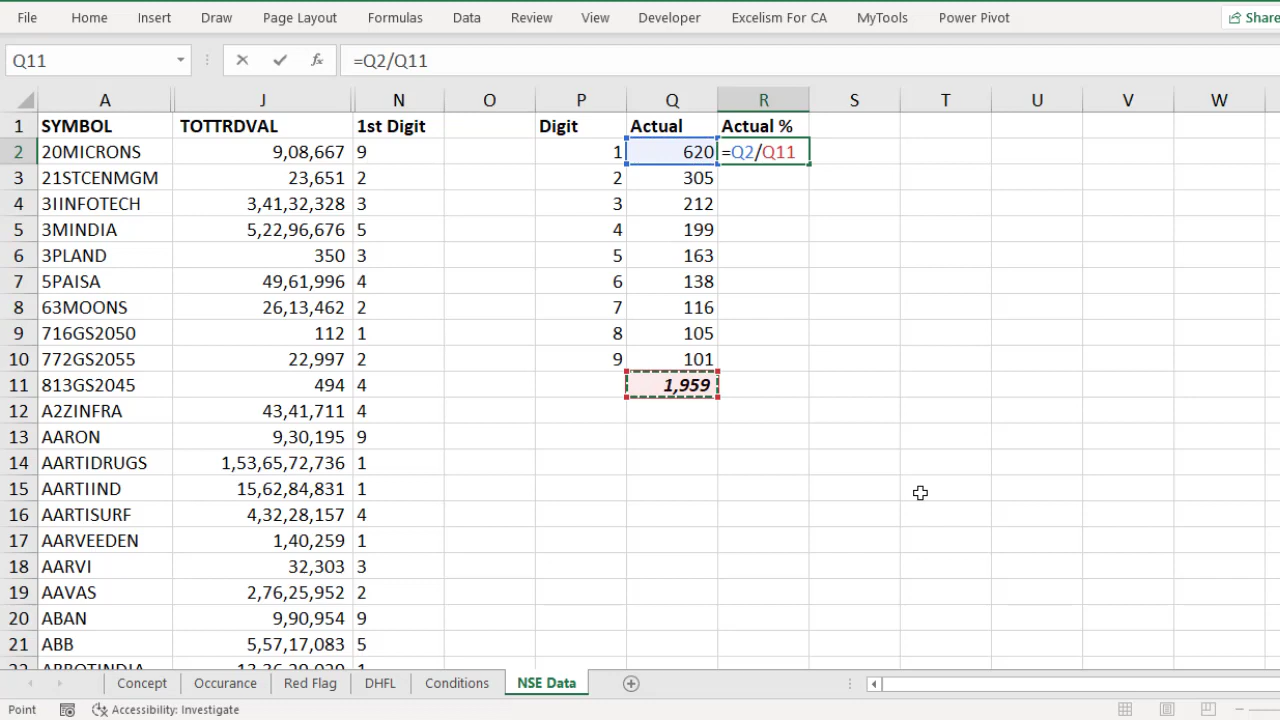 File Home Insert Draw Page Layout Formulas Data Review View Developer Excelism For CA MyTools Power Pivot Share
Q11 fx =Q2/Q11
A J N O P Q R S T U V W
1 SYMBOL TOTTRDVAL 1st Digit Digit Actual Actual %
2 20MICRONS 9,08,667 9 1 620 =Q2/Q11
3 21STCENMGM 23,651 2 2 305
4 3IINFOTECH 3,41,32,328 3 3 212
5 3MINDIA 5,22,96,676 5 4 199
6 3PLAND 350 3 5 163
7 5PAISA 49,61,996 4 6 138
8 63MOONS 26,13,462 2 7 116
9 716GS2050 112 1 8 105
10 772GS2055 22,997 2 9 101
11 813GS2045 494 4 1,959
12 A2ZINFRA 43,41,711 4
13 AARON 9,30,195 9
14 AARTIDRUGS 1,53,65,72,736 1
15 AARTIIND 15,62,84,831 1
16 AARTISURF 4,32,28,157 4
17 AARVEEDEN 1,40,259 1
18 AARVI 32,303 3
19 AAVAS 2,76,25,952 2
20 ABAN 9,90,954 9
21 ABB 5,57,17,083 5
Concept Occurance Red Flag DHFL Conditions NSE Data
Point Accessibility: Investigate